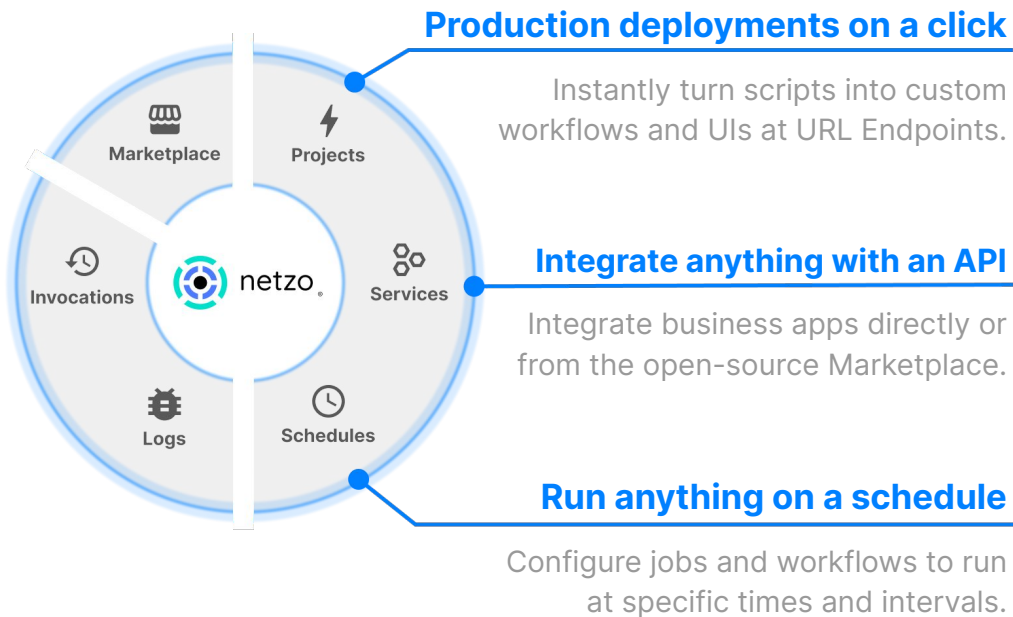 Production deployments on a click
Instantly turn scripts into custom
workflows and UIs at URL Endpoints.
Marketplace
Projects
Integrate anything with an API
Invocations
netzo
®
Services
Integrate business apps directly or
from the open-source Marketplace.
Logs
Schedules
Run anything on a schedule
Configure jobs and workflows to run
at specific times and intervals.